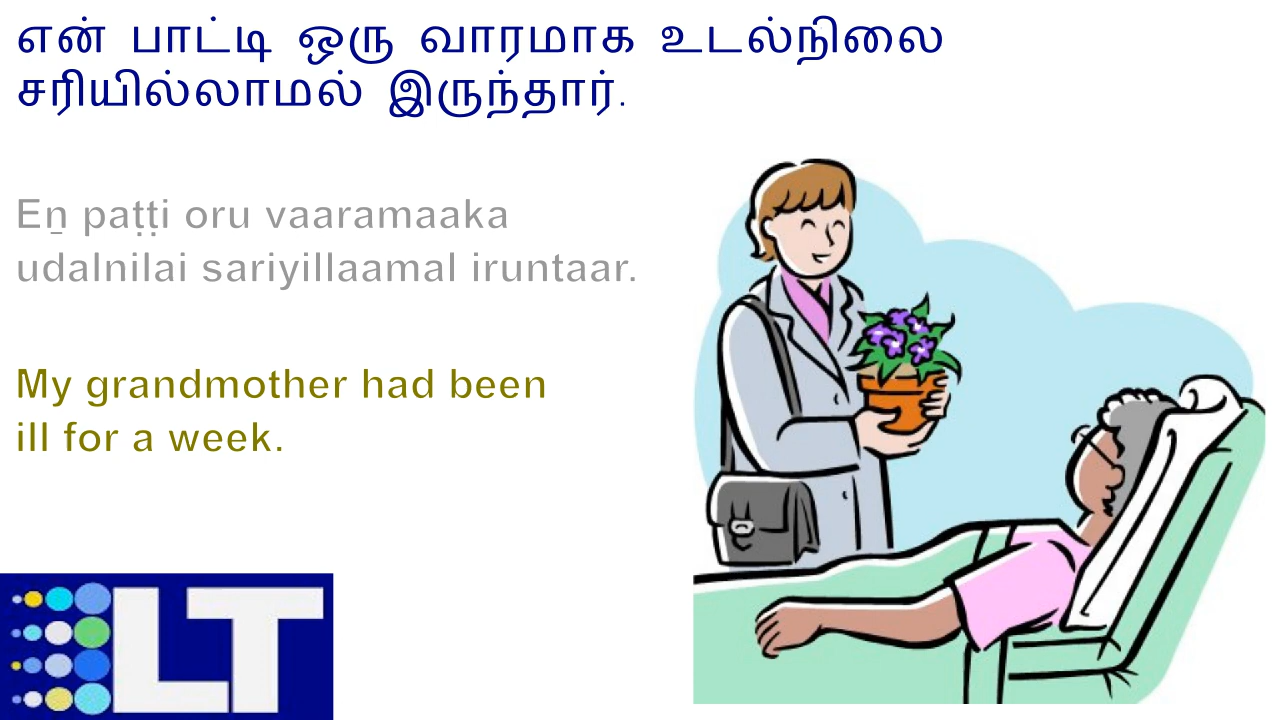 என் பாட்டி ஒரு வாரமாக உடல்நிலை
சரியில்லாமல் இருந்தார்.
Eṉ paṭṭi oru vaaramaaka
udalnilai sariyillaamal iruntaar.
My grandmother had been
ill for a week.
LT